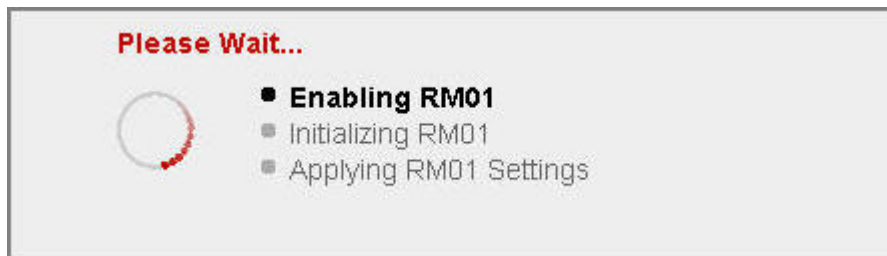 Please Wait...
Enabling RM01
Initializing RM01
Applying RM01 Settings